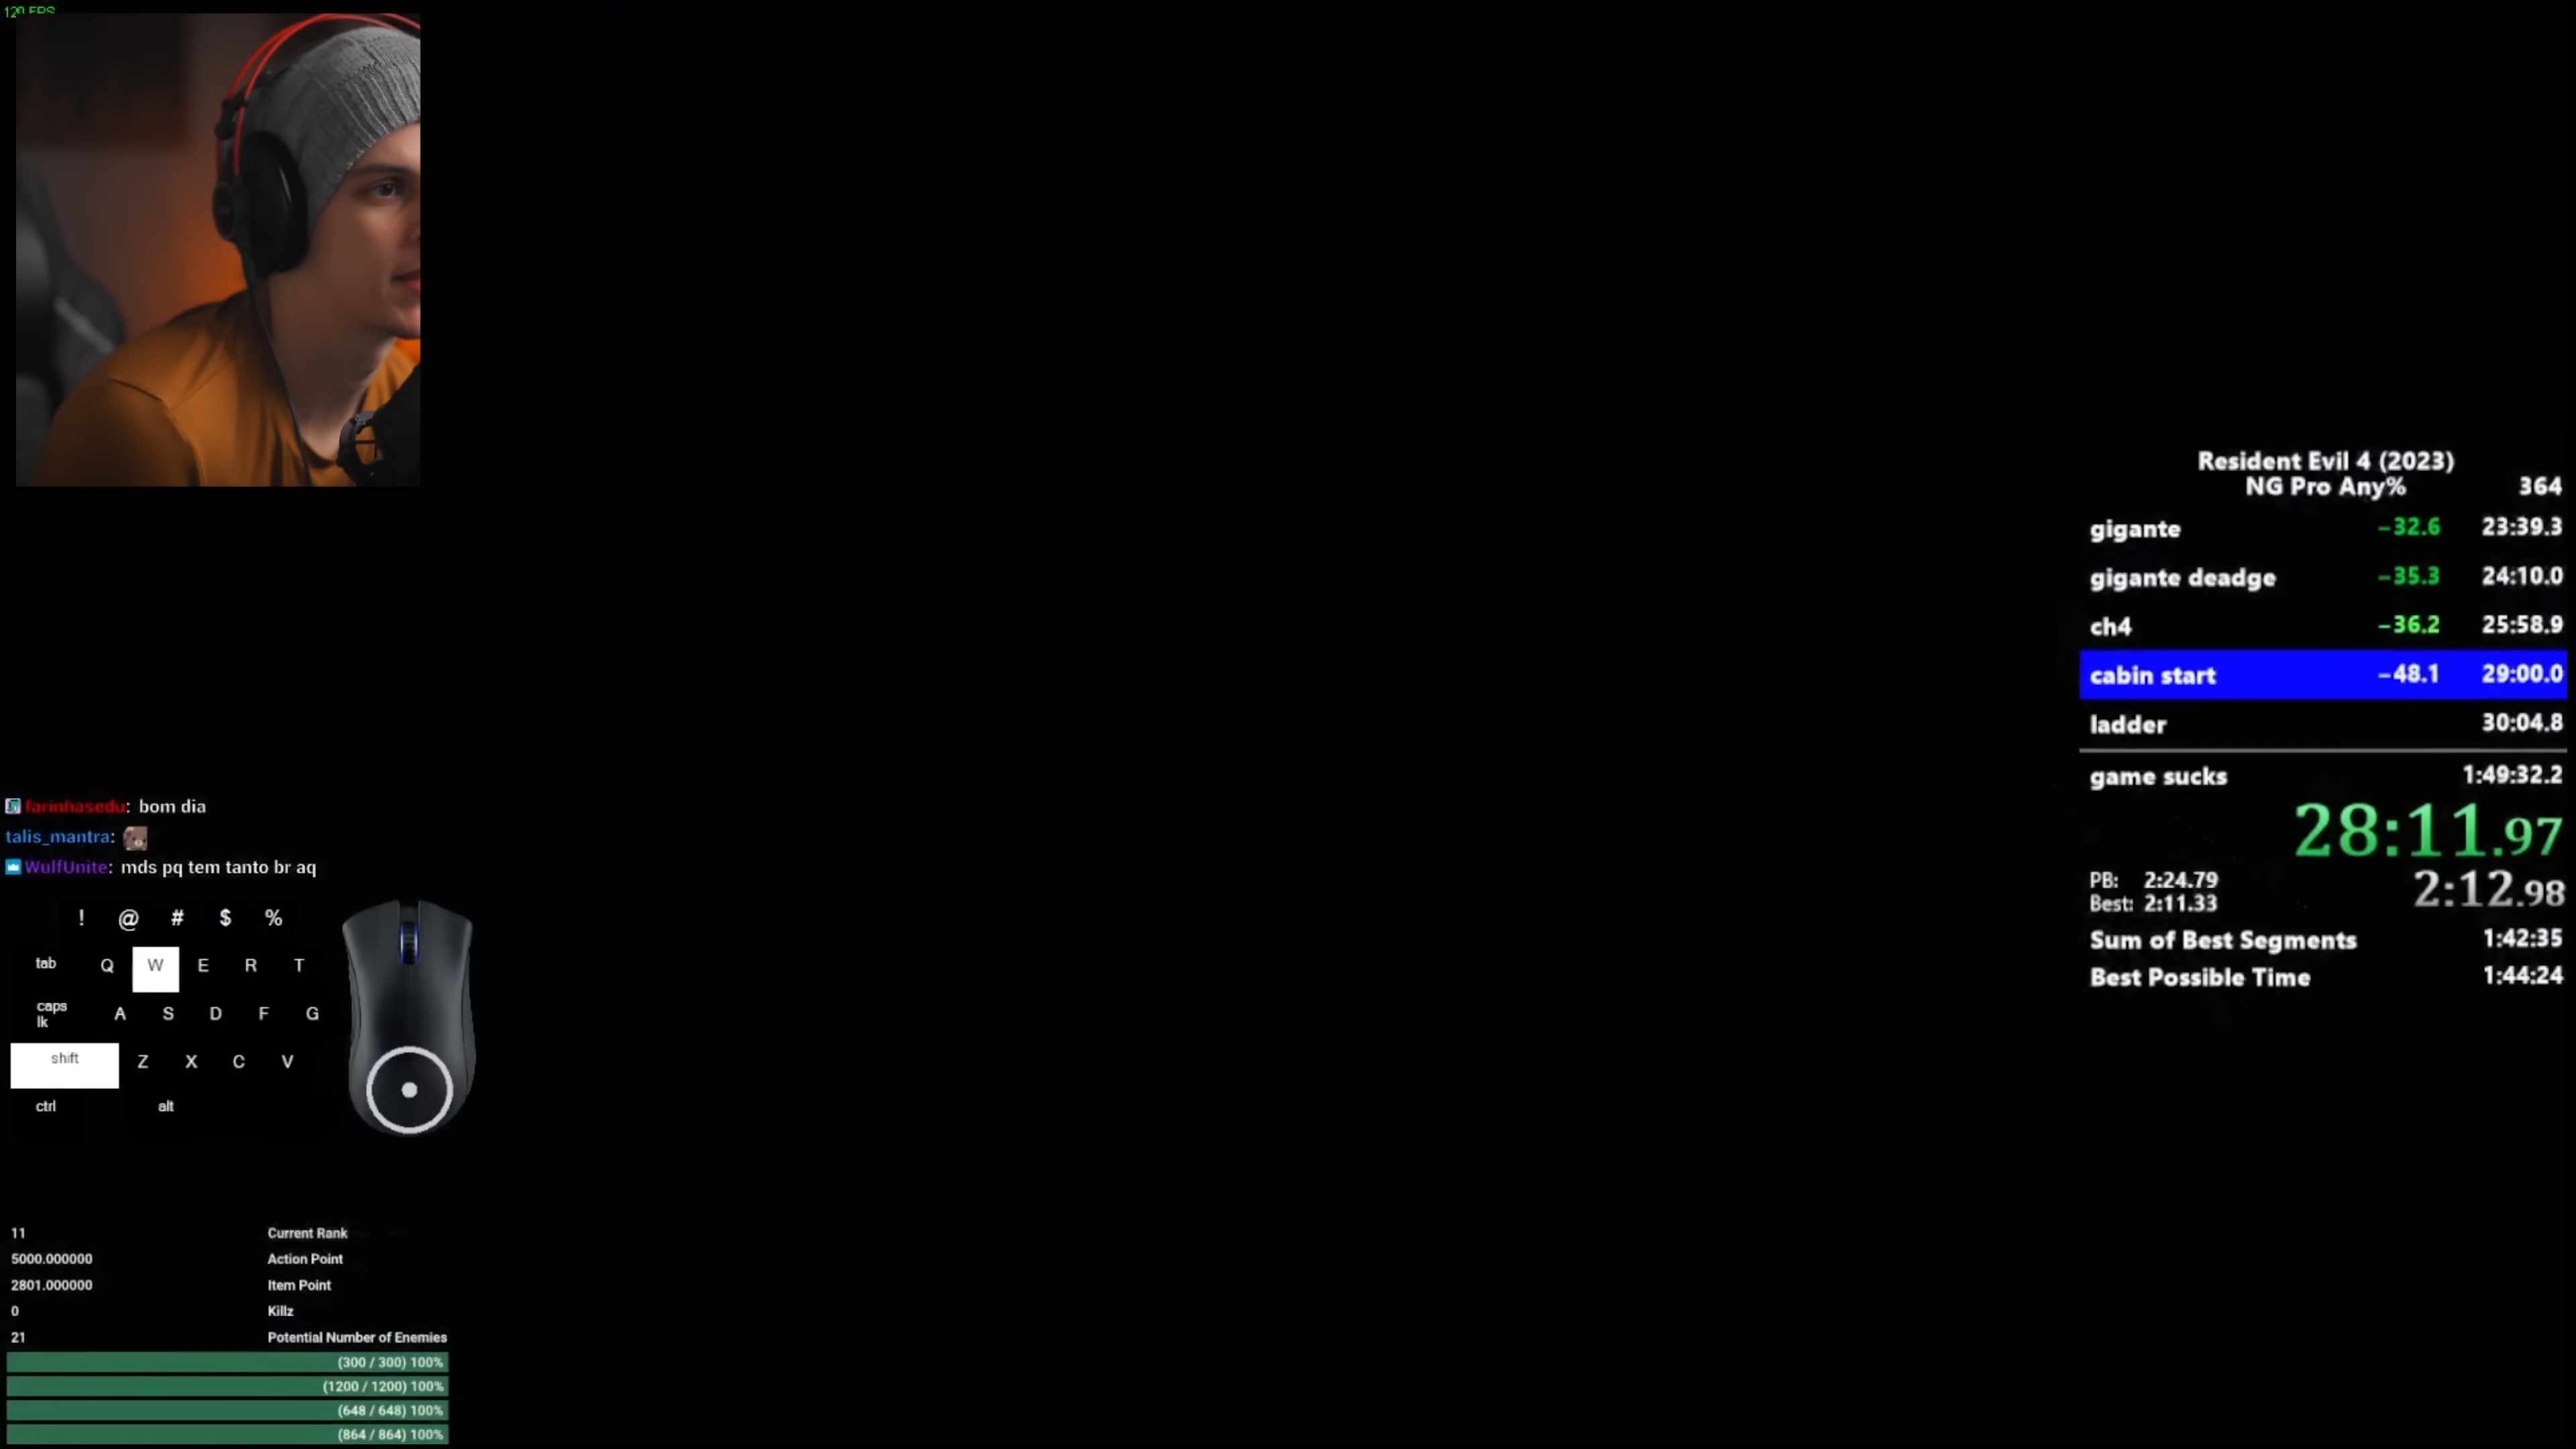 120 FPS
Resident Evil 4 (2023)
NG Pro Any% 364
gigante -32.6 23:39.3
gigante deadge -35.3 24:10.0
ch4 -36.2 25:58.9
cabin start -48.1 29:00.0
ladder 30:04.8
game sucks 1:49:32.2
28:11.97
PB: 2:24.79 2:12.98
Best: 2:11.33
Sum of Best Segments 1:42:35
Best Possible Time 1:44:24
farinhasedu: bom dia
talis_mantra:
WulfUnite: mds pq tem tanto br aq
! @ # $ %
tab Q W E R T
caps lk A S D F G
shift Z X C V
ctrl alt
11 Current Rank
5000.000000 Action Point
2801.000000 Item Point
0 Killz
21 Potential Number of Enemies
(300 / 300) 100%
(1200 / 1200) 100%
(648 / 648) 100%
(864 / 864) 100%